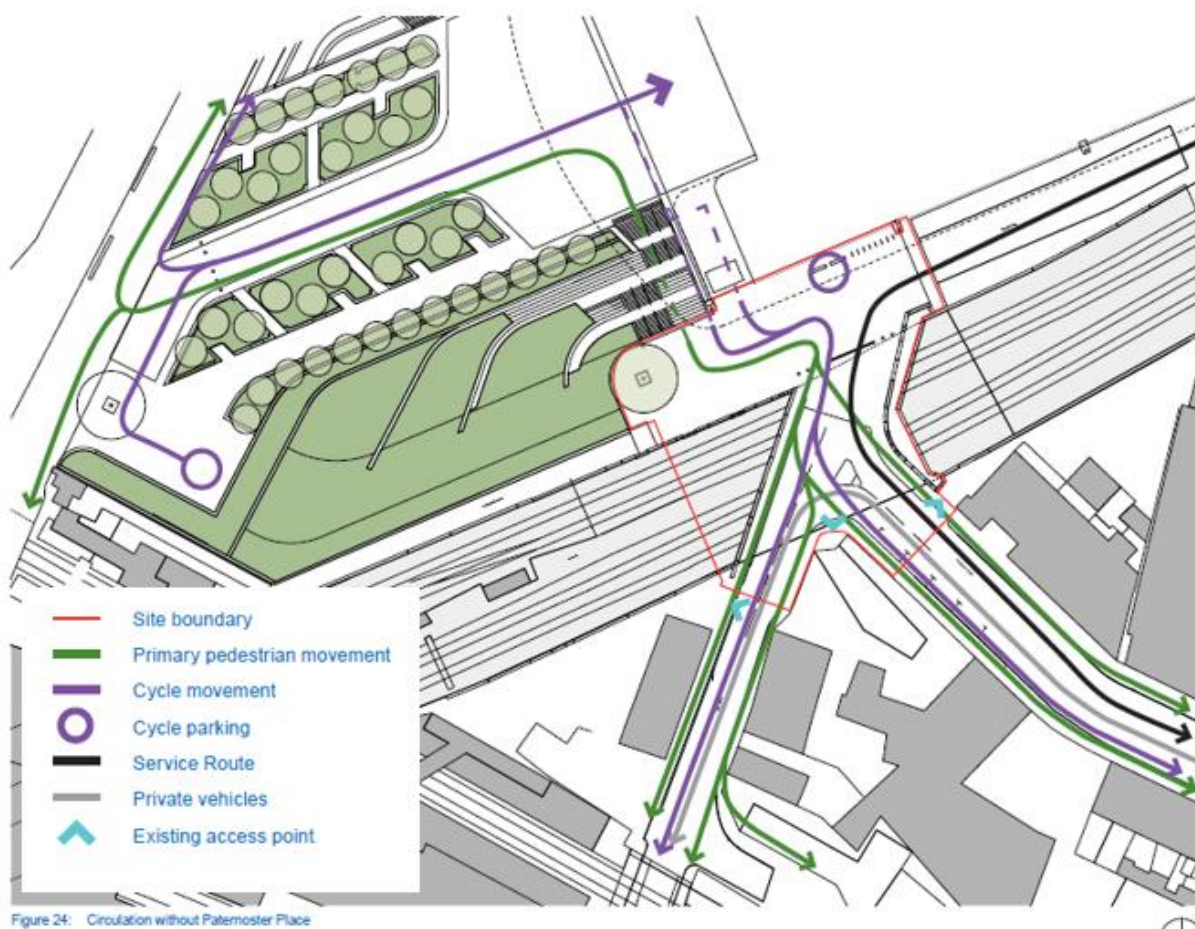 Site boundary
Primary pedestrian movement
Cycle movement
Cycle parking
Service Route
Private vehicles
Existing access point
Figure 24: Circulation without Paternoster Place